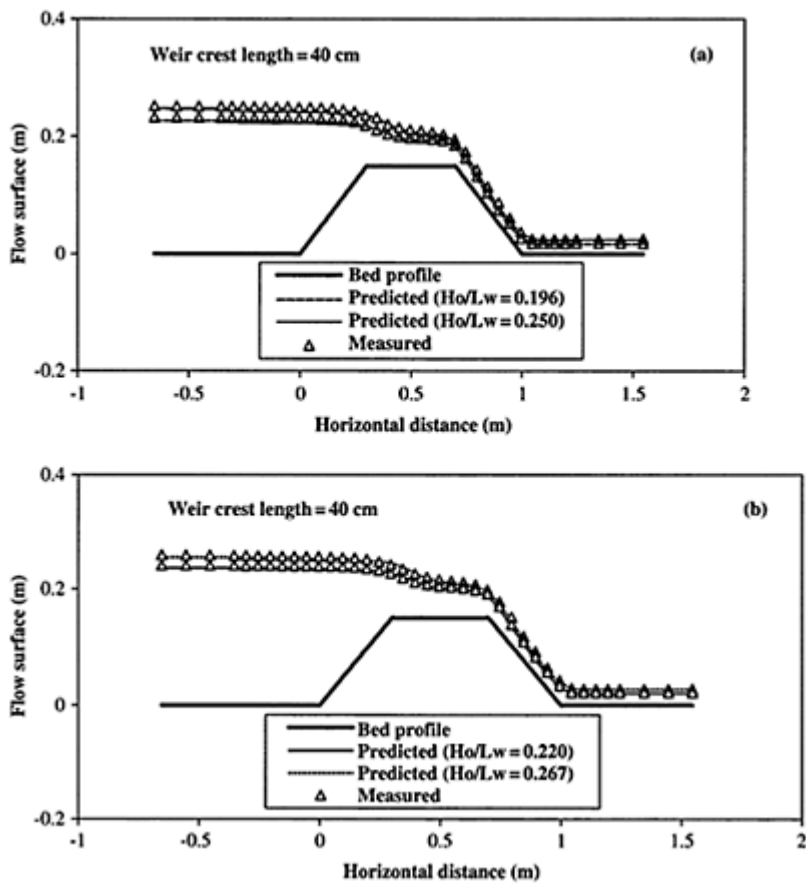 0.4
Weir crest length = 40 cm
(a)
0.2
Flow surface (m)
0
Bed profile
Predicted (Ho/Lw = 0.196)
Predicted (Ho/Lw = 0.250)
Measured
-0.2
-1 -0.5 0 0.5 1 1.5 2
Horizontal distance (m)
0.4
Weir crest length = 40 cm
(b)
0.2
Flow surface (m)
0
Bed profile
Predicted (Ho/Lw = 0.220)
Predicted (Ho/Lw = 0.267)
Measured
-0.2
-1 -0.5 0 0.5 1 1.5 2
Horizontal distance (m)